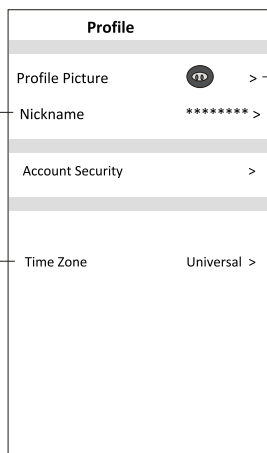 Profile
Profile Picture >
Nickname ******** >
Account Security >
Time Zone Universal >